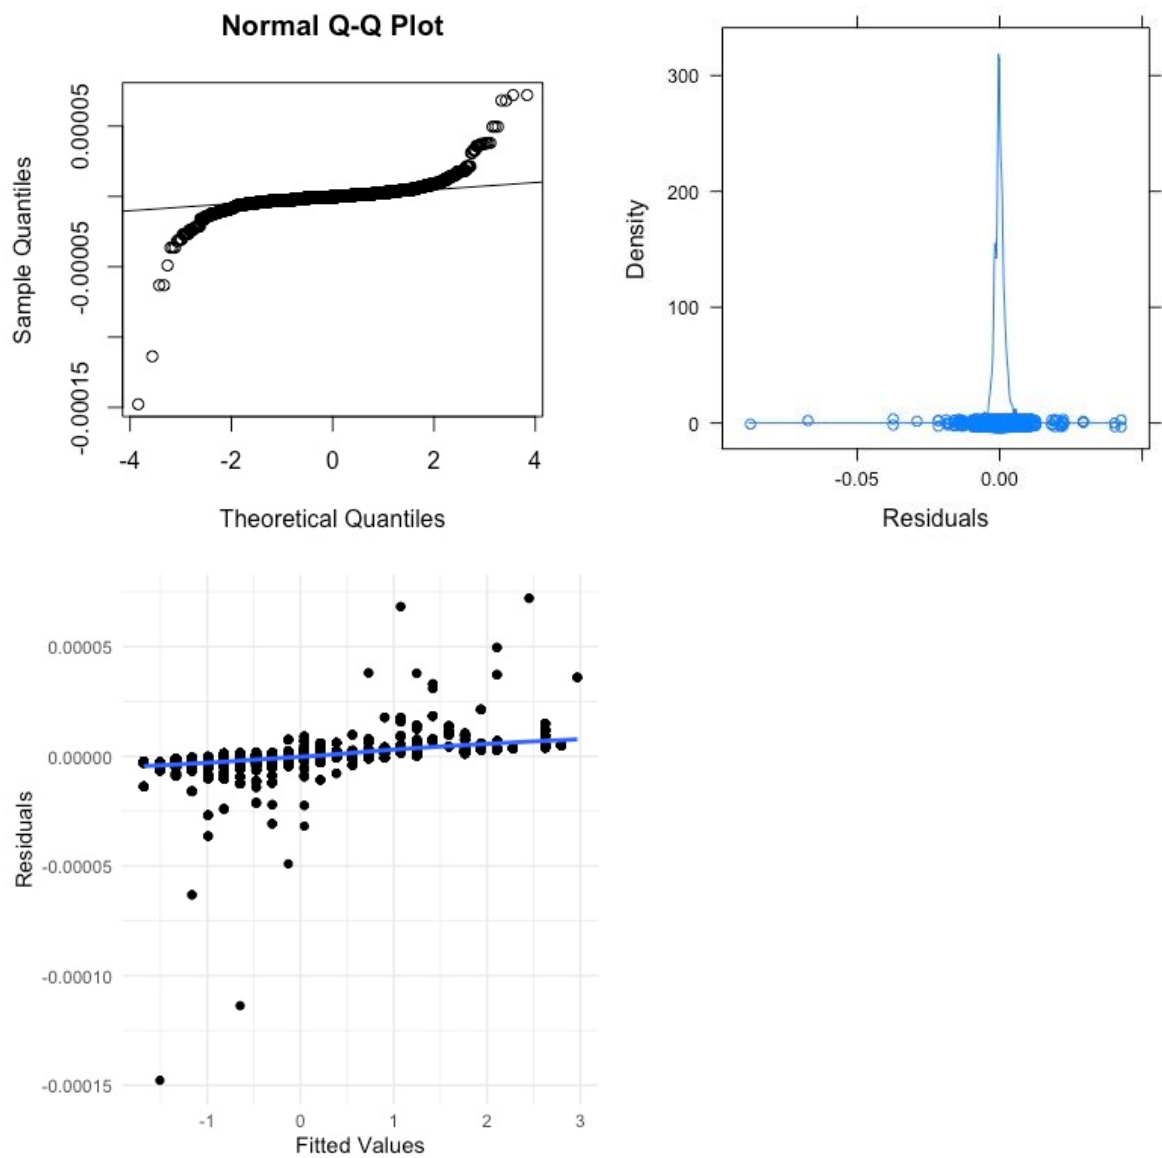 Normal Q-Q Plot
Sample Quantiles
0.00005
-0.00005
-0.00015
-4 -2 0 2 4
Theoretical Quantiles
Density
300
200
100
0
-0.05 0.00
Residuals
Residuals
0.00005
0.00000
-0.00005
-0.00010
-0.00015
-1 0 1 2 3
Fitted Values